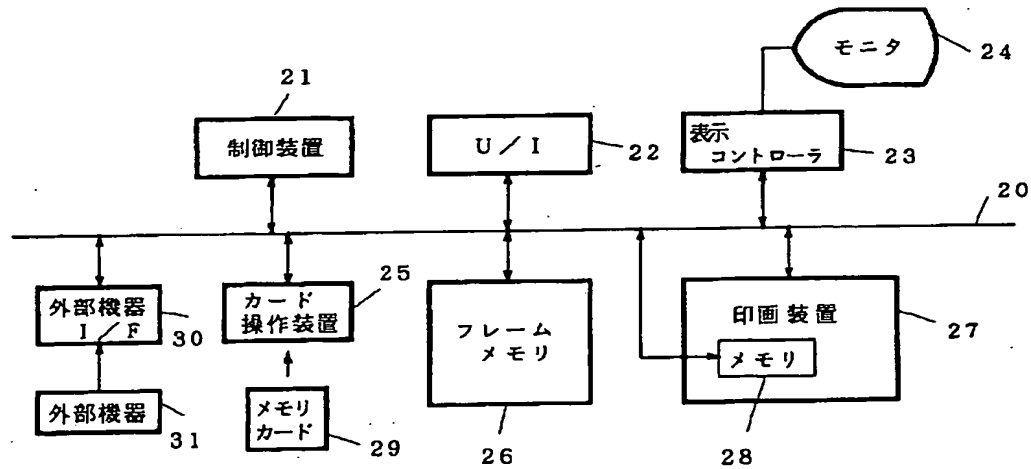 モニタ
24
21
制御装置
U／I
22
表示
コントローラ
23
20
外部機器
I／F
30
カード
操作装置
25
フレーム
メモリ
26
印画装置
メモリ
27
28
外部機器
31
メモリ
カード
29